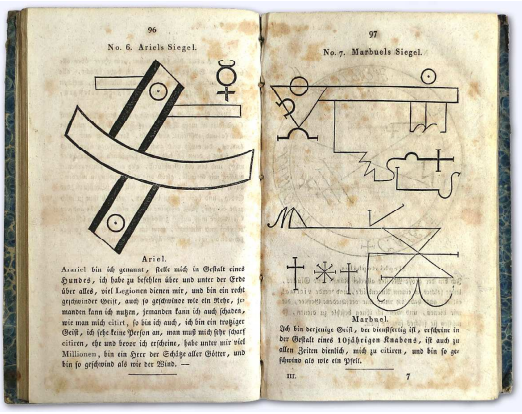 96
No. 6. Ariels Siegel.
Ariel.
bin ich genannt, stelle mich in Gestalt eines
Hundes, ich habe zu befehlen über und unter der Erde
über alles, viel Legionen dienen mir, und bin ein recht
geschwinder Geist, auch so geschwinde wie ein Rehe, je-
manden kann ich nutzen, jemanden kann ich auch schaden,
wie man mich citirt, so bin ich auch, ich bin ein trotziger
Geist, ich sehe keine Person an, man muß mich sehr scharf
citiren, ehe und bevor ich erscheine, habe unter mir viel
Millionen, bin ein Herr der Schätze aller Götter, und
bin so geschwind als wie der Wind. —
97
No. 7. Marbuels Siegel.
Marbuel.
Ich bin derjenige Geist, der dienstfertig ist, erscheine in
der Gestalt eines 10jährigen Knabens, ist auch zu
allen Zeiten dienlich, mich zu citiren, und bin so ge-
schwind als wie ein Pfeil.
III. 7